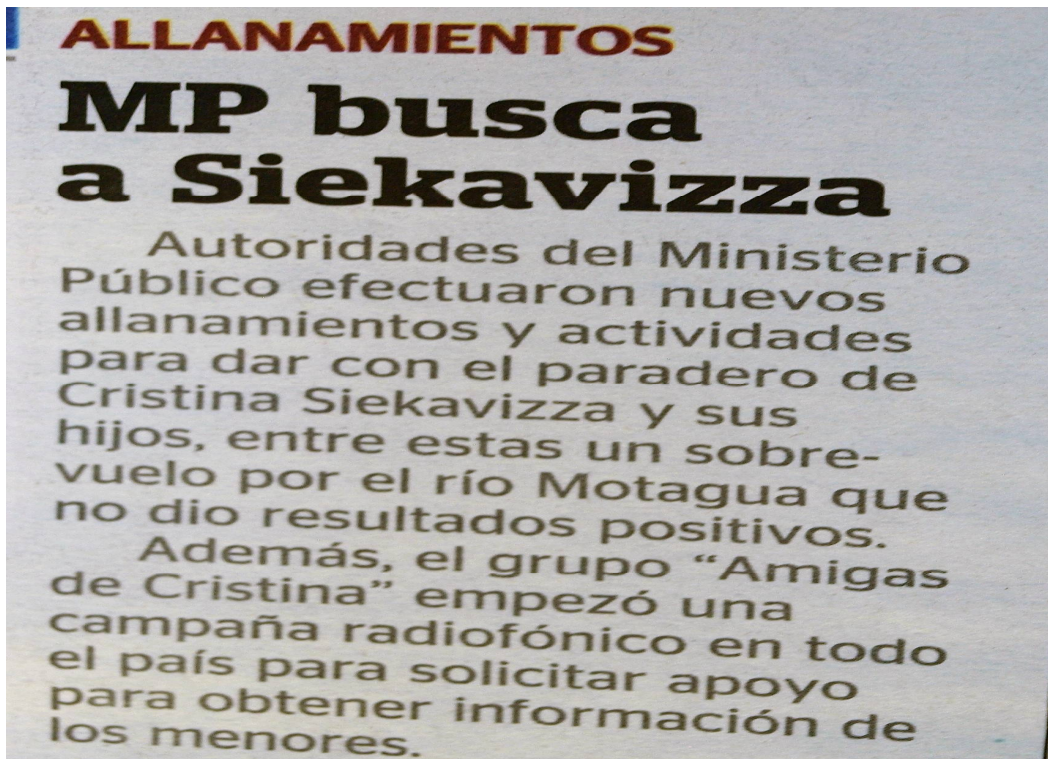 ALLANAMIENTOS
MP busca
a Siekavizza
Autoridades del Ministerio
Público efectuaron nuevos
allanamientos y actividades
para dar con el paradero de
Cristina Siekavizza y sus
hijos, entre estas un sobre-
vuelo por el río Motagua que
no dio resultados positivos.
Además, el grupo “Amigas
de Cristina” empezó una
campaña radiofónico en todo
el país para solicitar apoyo
para obtener información de
los menores.